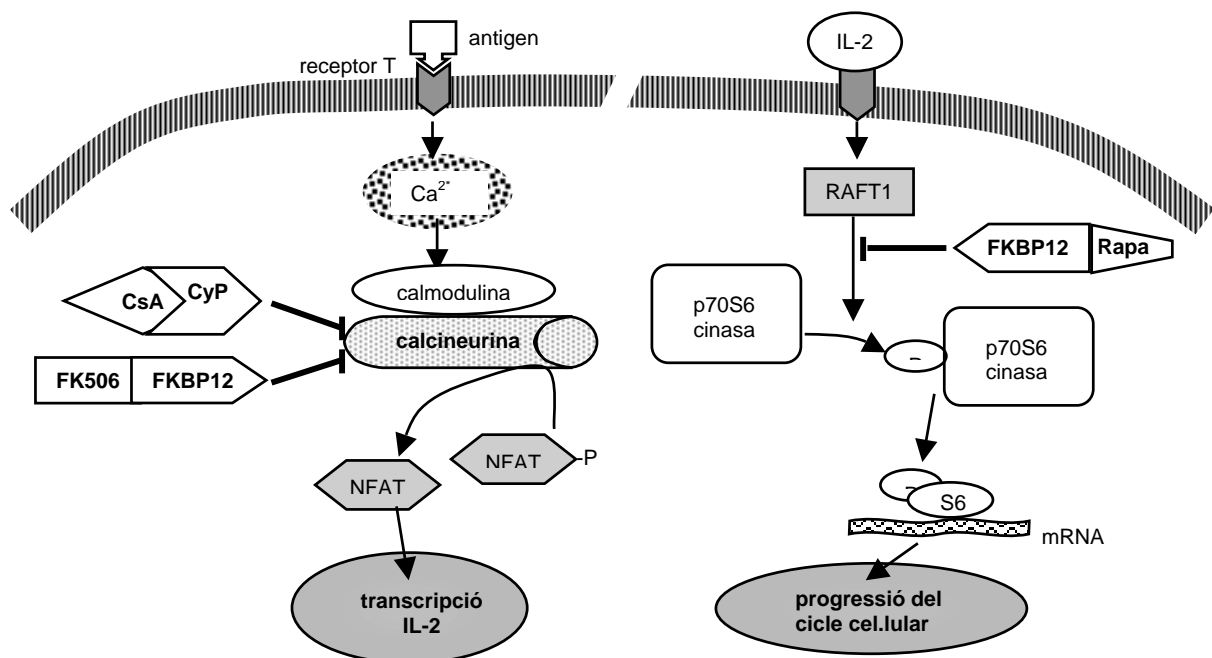 antigen
receptor T
Ca2+
CsA
CyP
calmodulina
calcineurina
FK506
FKBP12
NFAT
-P
NFAT
transcripció
IL-2
IL-2
RAFT1
FKBP12
Rapa
p70S6
cinasa
p70S6
cinasa
S6
mRNA
progressió del
cicle cel.lular